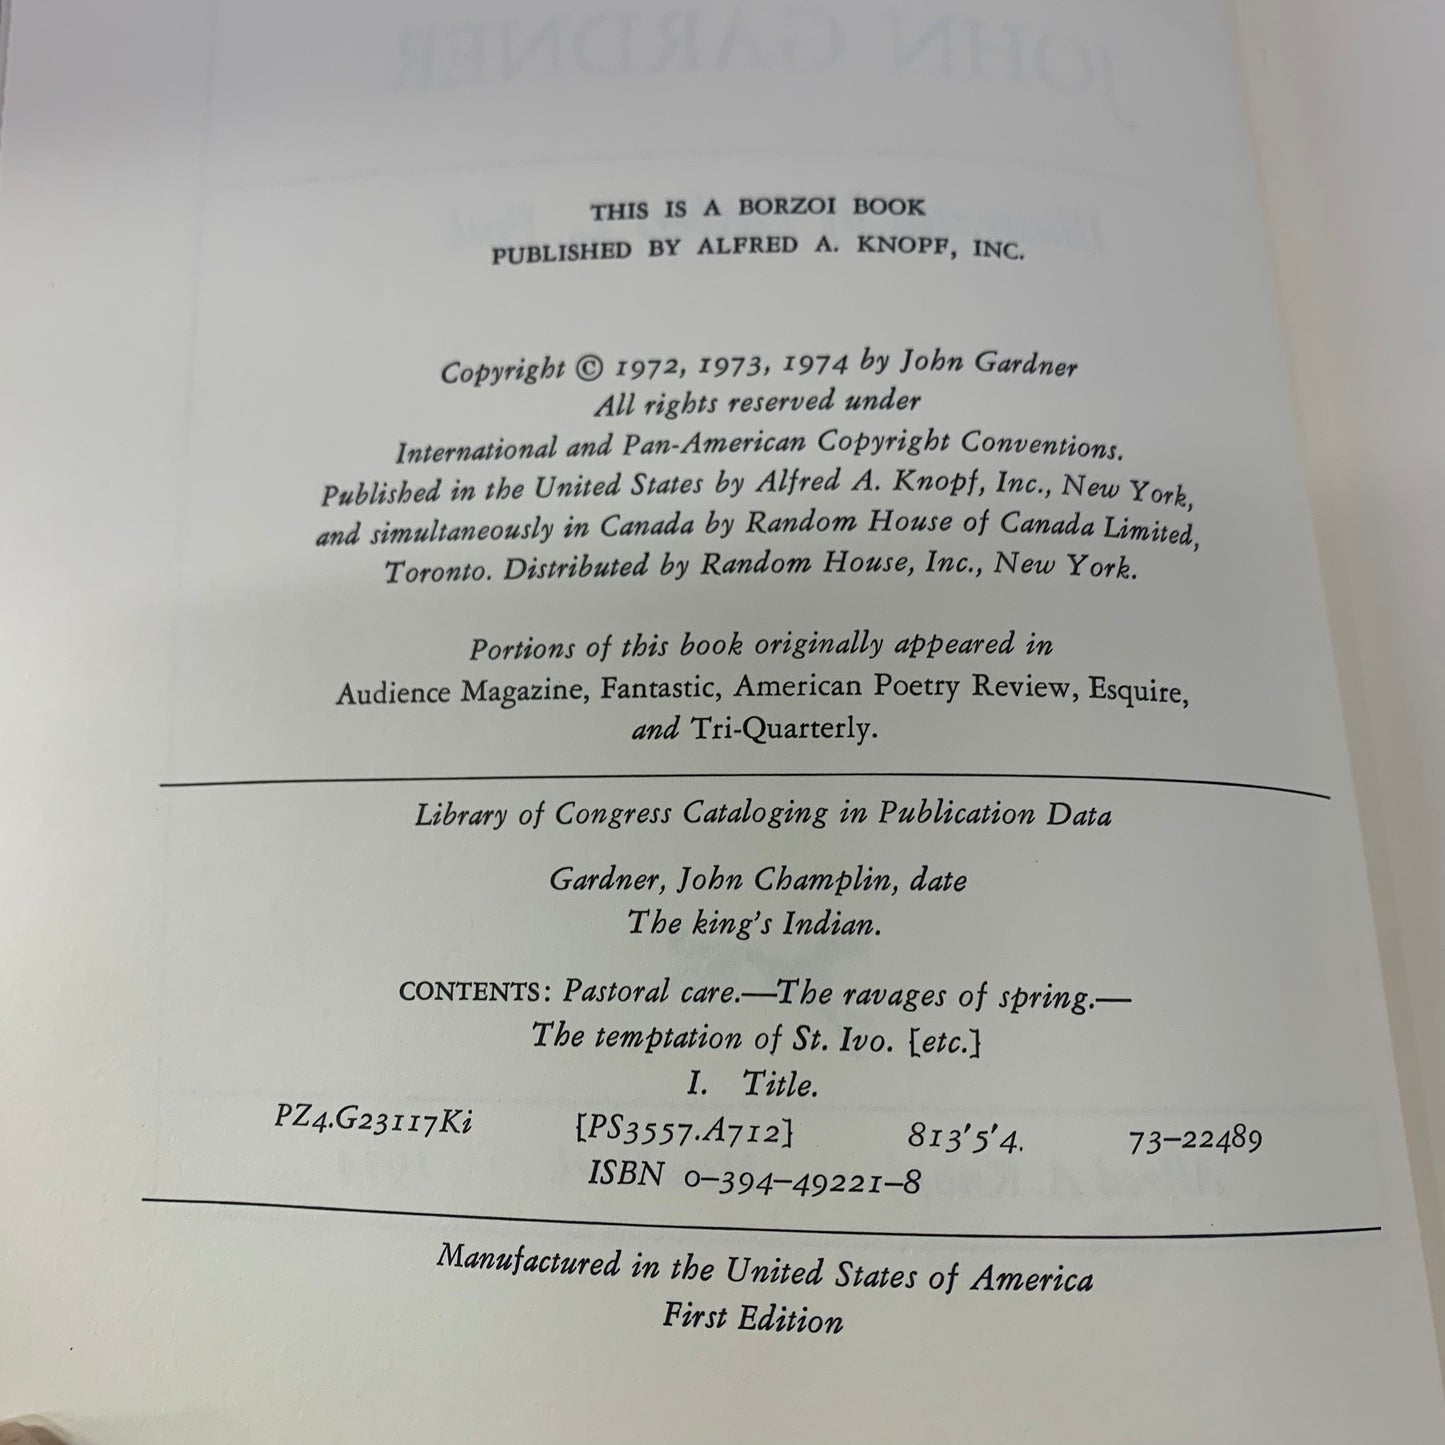 JOHN GARDNER
THIS IS A BORZOI BOOK
PUBLISHED BY ALFRED A. KNOPF, INC.
Copyright © 1972, 1973, 1974 by John Gardner
All rights reserved under
International and Pan-American Copyright Conventions.
Published in the United States by Alfred A. Knopf, Inc., New York,
and simultaneously in Canada by Random House of Canada Limited,
Toronto. Distributed by Random House, Inc., New York.
Portions of this book originally appeared in
Audience Magazine, Fantastic, American Poetry Review, Esquire,
and Tri-Quarterly.
Library of Congress Cataloging in Publication Data
Gardner, John Champlin, date
The king's Indian.
CONTENTS: Pastoral care.—The ravages of spring.—
The temptation of St. Ivo. [etc.]
I. Title.
PZ4.G23117Ki [PS3557.A712] 813'5'4. 73–22489
ISBN 0–394–49221–8
Manufactured in the United States of America
First Edition